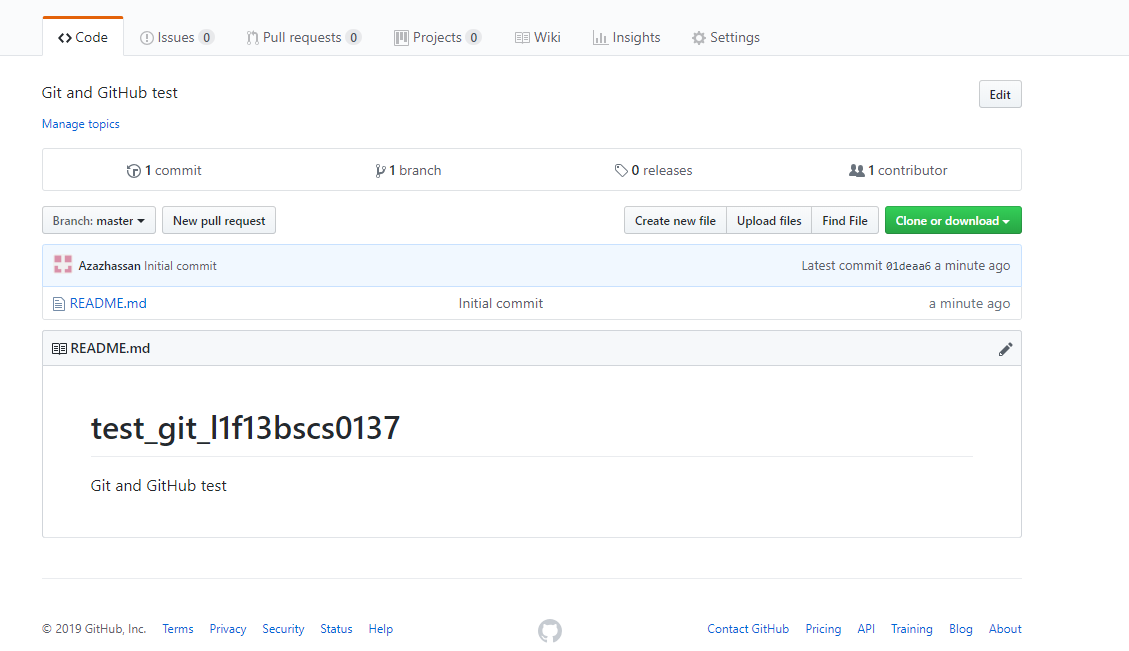 Code Issues 0 Pull requests 0 Projects 0 Wiki Insights Settings
Git and GitHub test Edit
Manage topics
1 commit 1 branch 0 releases 1 contributor
Branch: master New pull request Create new file Upload files Find File Clone or download
Azazhassan Initial commit Latest commit 01deaa6 a minute ago
README.md Initial commit a minute ago
README.md
test_git_l1f13bscs0137
Git and GitHub test
© 2019 GitHub, Inc. Terms Privacy Security Status Help Contact GitHub Pricing API Training Blog About